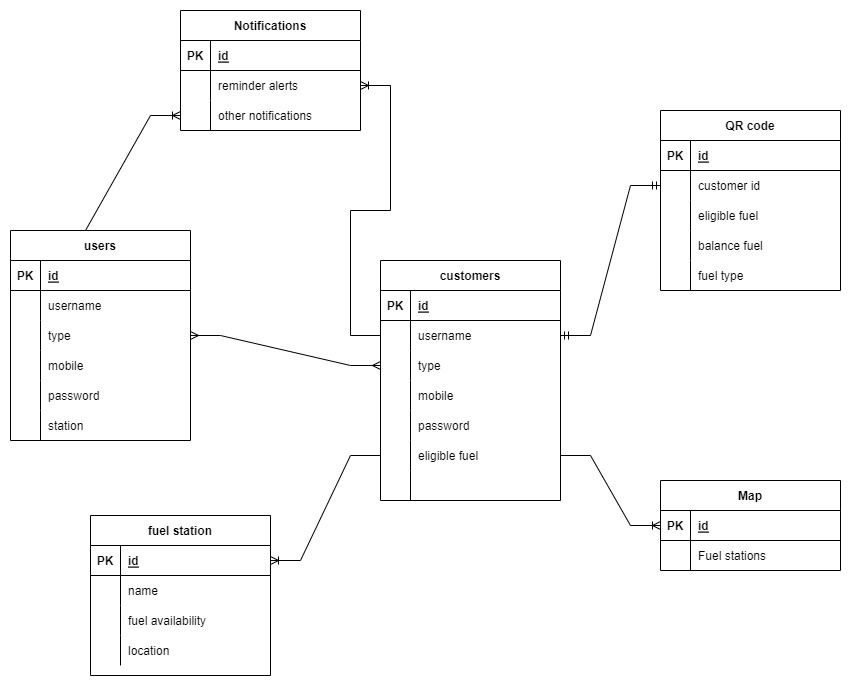 Notifications
PK id
reminder alerts
other notifications
QR code
PK id
customer id
eligible fuel
balance fuel
fuel type
users
PK id
username
type
mobile
password
station
customers
PK id
username
type
mobile
password
eligible fuel
Map
PK id
Fuel stations
fuel station
PK id
name
fuel availability
location